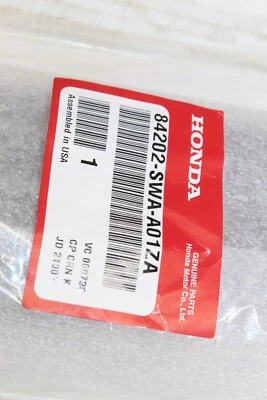 HONDA
GENUINE PARTS
Honda Motor Co., Ltd.
84202-SWA-A01ZA
1
Assembled in USA